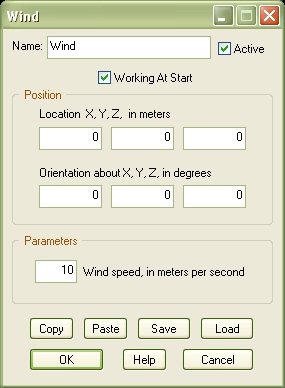 Wind
Name: Wind Active
Working At Start
Position
Location X, Y, Z, in meters
0 0 0
Orientation about X, Y, Z, in degrees
0 0 0
Parameters
10 Wind speed, in meters per second
Copy Paste Save Load
OK Help Cancel